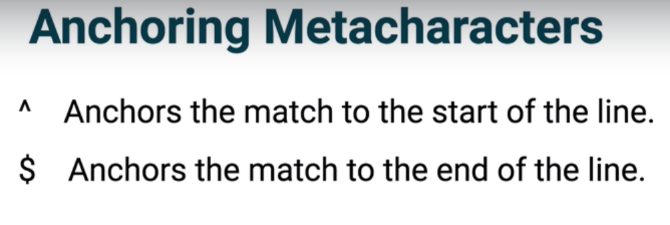 Anchoring Metacharacters
^ Anchors the match to the start of the line.
$ Anchors the match to the end of the line.